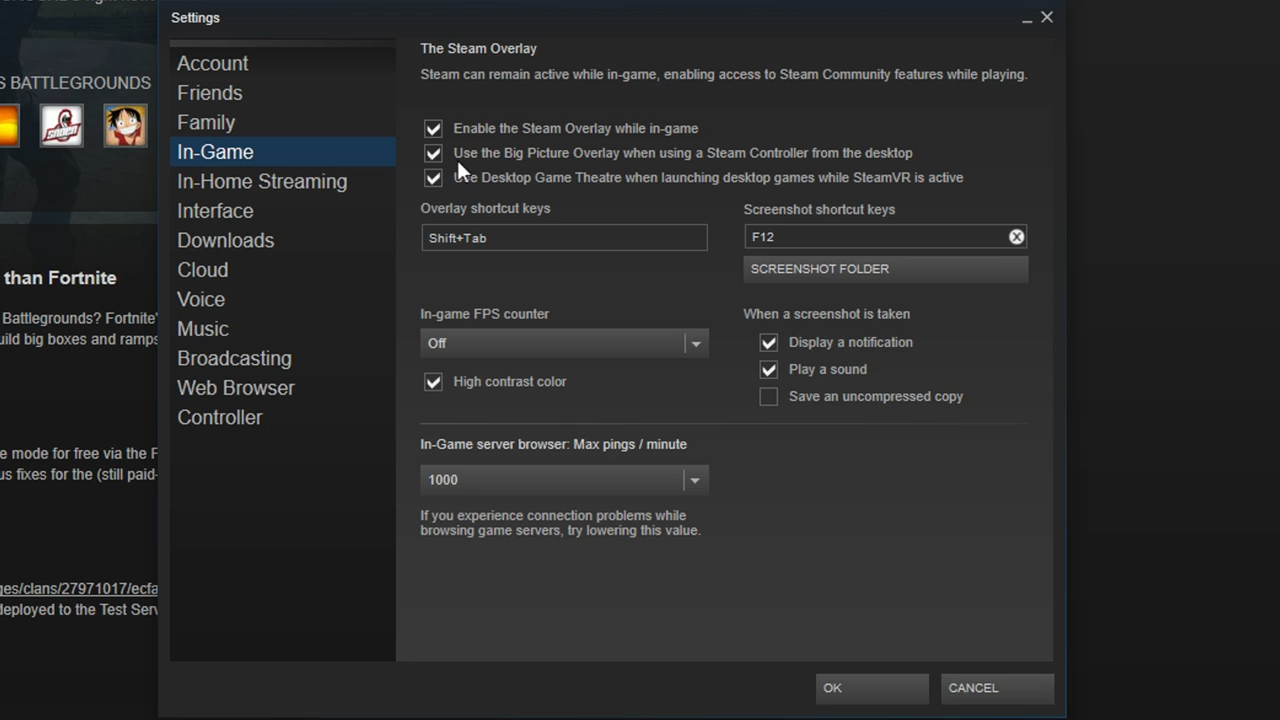 Settings
S BATTLEGROUNDS
than Fortnite
Battlegrounds? Fortnite'
uild big boxes and ramps
e mode for free via the F
us fixes for the (still paid-
ges/clans/27971017/ecfa
deployed to the Test Serv
Account
Friends
Family
In-Game
In-Home Streaming
Interface
Downloads
Cloud
Voice
Music
Broadcasting
Web Browser
Controller
The Steam Overlay
Steam can remain active while in-game, enabling access to Steam Community features while playing.
Enable the Steam Overlay while in-game
Use the Big Picture Overlay when using a Steam Controller from the desktop
Use Desktop Game Theatre when launching desktop games while SteamVR is active
Overlay shortcut keys
Shift+Tab
Screenshot shortcut keys
F12
SCREENSHOT FOLDER
In-game FPS counter
Off
High contrast color
When a screenshot is taken
Display a notification
Play a sound
Save an uncompressed copy
In-Game server browser: Max pings / minute
1000
If you experience connection problems while
browsing game servers, try lowering this value.
OK
CANCEL